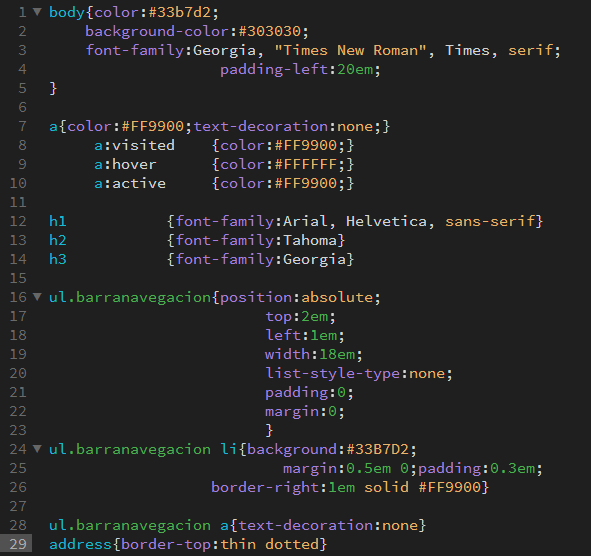 1 body{color:#33b7d2;
2 background-color:#303030;
3 font-family:Georgia, "Times New Roman", Times, serif;
4 padding-left:20em;
5 }
6
7 a{color:#FF9900;text-decoration:none;}
8 a:visited {color:#FF9900;}
9 a:hover {color:#FFFFFF;}
10 a:active {color:#FF9900;}
11
12 h1 {font-family:Arial, Helvetica, sans-serif}
13 h2 {font-family:Tahoma}
14 h3 {font-family:Georgia}
15
16 ul.barranavegacion{position:absolute;
17 top:2em;
18 left:1em;
19 width:18em;
20 list-style-type:none;
21 padding:0;
22 margin:0;
23 }
24 ul.barranavegacion li{background:#33B7D2;
25 margin:0.5em 0;padding:0.3em;
26 border-right:1em solid #FF9900}
27
28 ul.barranavegacion a{text-decoration:none}
29 address{border-top:thin dotted}